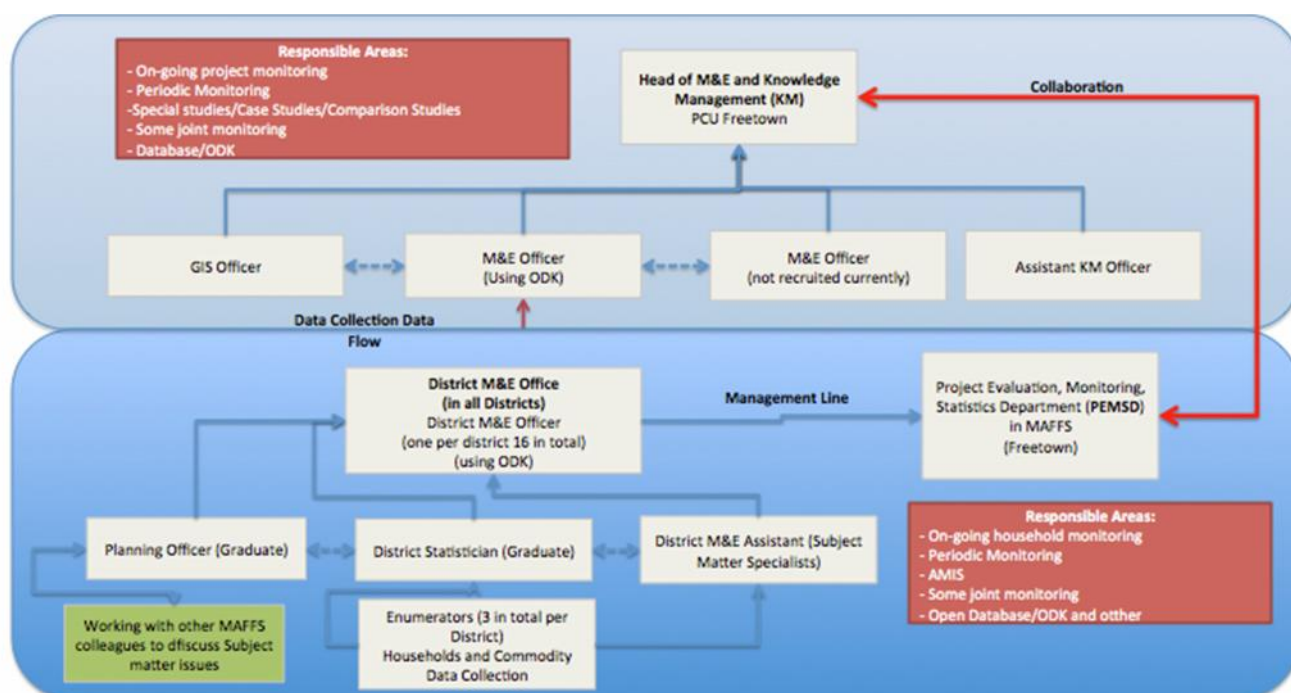 Responsible Areas:
- On-going project monitoring
- Periodic Monitoring
-Special studies/Case Studies/Comparison Studies
- Some joint monitoring
- Database/ODK
Head of M&E and Knowledge
Management (KM)
PCU Freetown
Collaboration
GIS Officer
M&E Officer
(Using ODK)
M&E Officer
(not recruited currently)
Assistant KM Officer
Data Collection Data
Flow
District M&E Office
(in all Districts)
District M&E Officer
(one per district 16 in total)
(using ODK)
Management Line
Project Evaluation, Monitoring,
Statistics Department (PEMSD)
in MAFFS
(Freetown)
Planning Officer (Graduate)
District Statistician (Graduate)
District M&E Assistant (Subject
Matter Specialists)
Working with other MAFFS
colleagues to dfiscuss Subject
matter issues
Enumerators (3 in total per
District)
Households and Commodity
Data Collection
Responsible Areas:
- On-going household monitoring
- Periodic Monitoring
- AMIS
- Some joint monitoring
- Open Database/ODK and otther